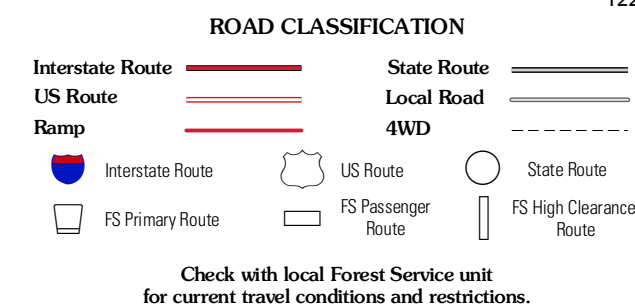 122
ROAD CLASSIFICATION
Interstate Route
State Route
US Route
Local Road
Ramp
4WD
Interstate Route
US Route
State Route
FS Primary Route
FS Passenger
Route
FS High Clearance
Route
Check with local Forest Service unit
for current travel conditions and restrictions.